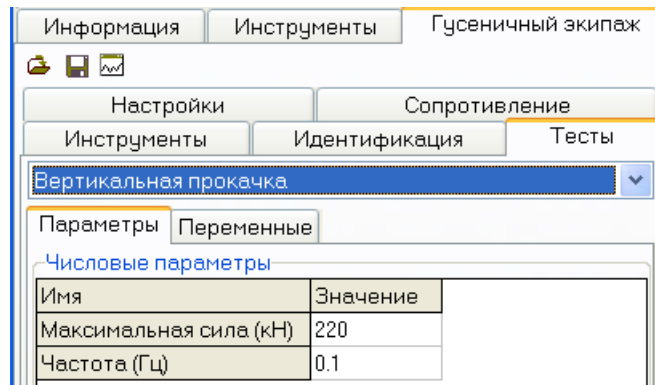 Информация Инструменты Гусеничный экипаж
Настройки Сопротивление
Инструменты Идентификация Тесты
Вертикальная прокачка
Параметры Переменные
Числовые параметры
Имя Значение
Максимальная сила (кН) 220
Частота (Гц) 0.1